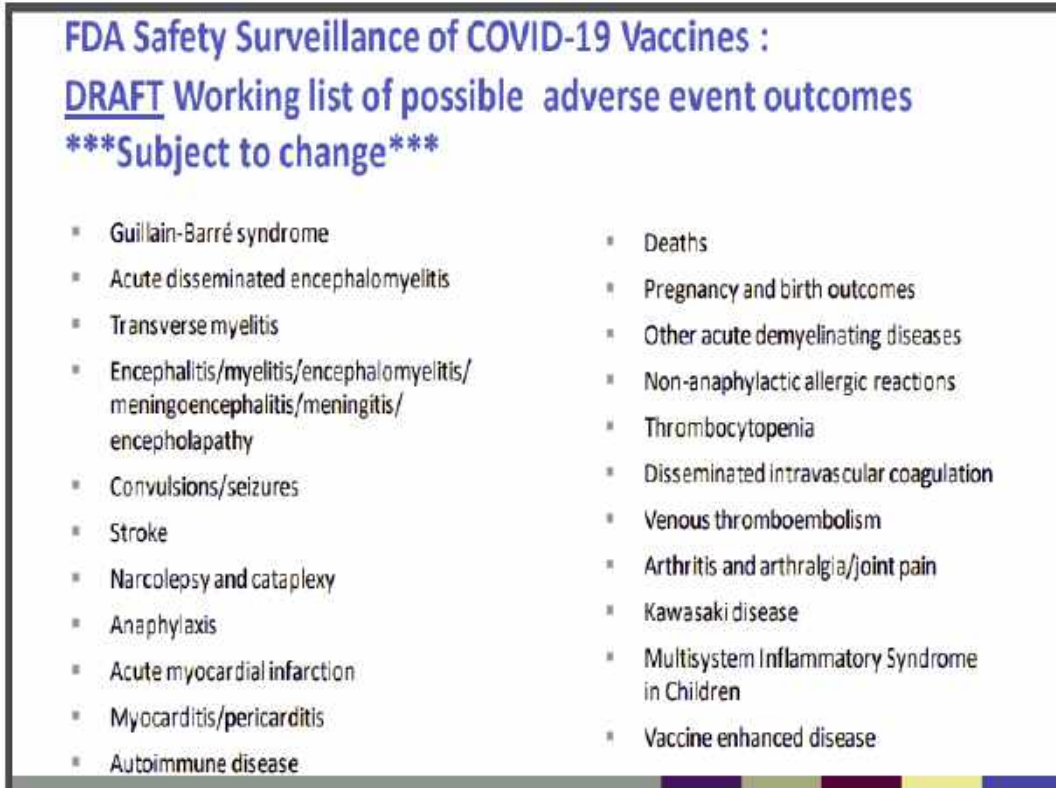 FDA Safety Surveillance of COVID-19 Vaccines :
DRAFT Working list of possible adverse event outcomes
***Subject to change***
Guillain-Barré syndrome
Acute disseminated encephalomyelitis
Transverse myelitis
Encephalitis/myelitis/encephalomyelitis/
meningoencephalitis/meningitis/
encepholapathy
Convulsions/seizures
Stroke
Narcolepsy and cataplexy
Anaphylaxis
Acute myocardial infarction
Myocarditis/pericarditis
Autoimmune disease
Deaths
Pregnancy and birth outcomes
Other acute demyelinating diseases
Non-anaphylactic allergic reactions
Thrombocytopenia
Disseminated intravascular coagulation
Venous thromboembolism
Arthritis and arthralgia/joint pain
Kawasaki disease
Multisystem Inflammatory Syndrome
in Children
Vaccine enhanced disease